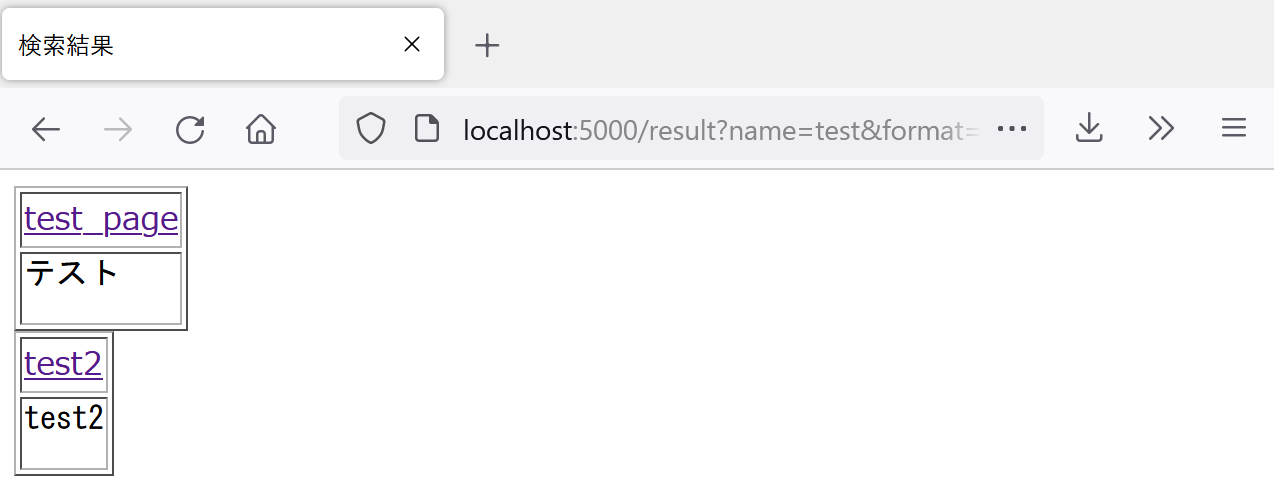 検索結果
localhost:5000/result?name=test&format=
test_page
テスト
test2
test2